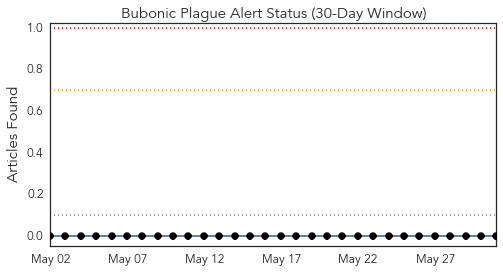 Bubonic Plague Alert Status (30-Day Window)
Articles Found
1.0
0.8
0.6
0.4
0.2
0.0
May 02 May 07 May 12 May 17 May 22 May 27